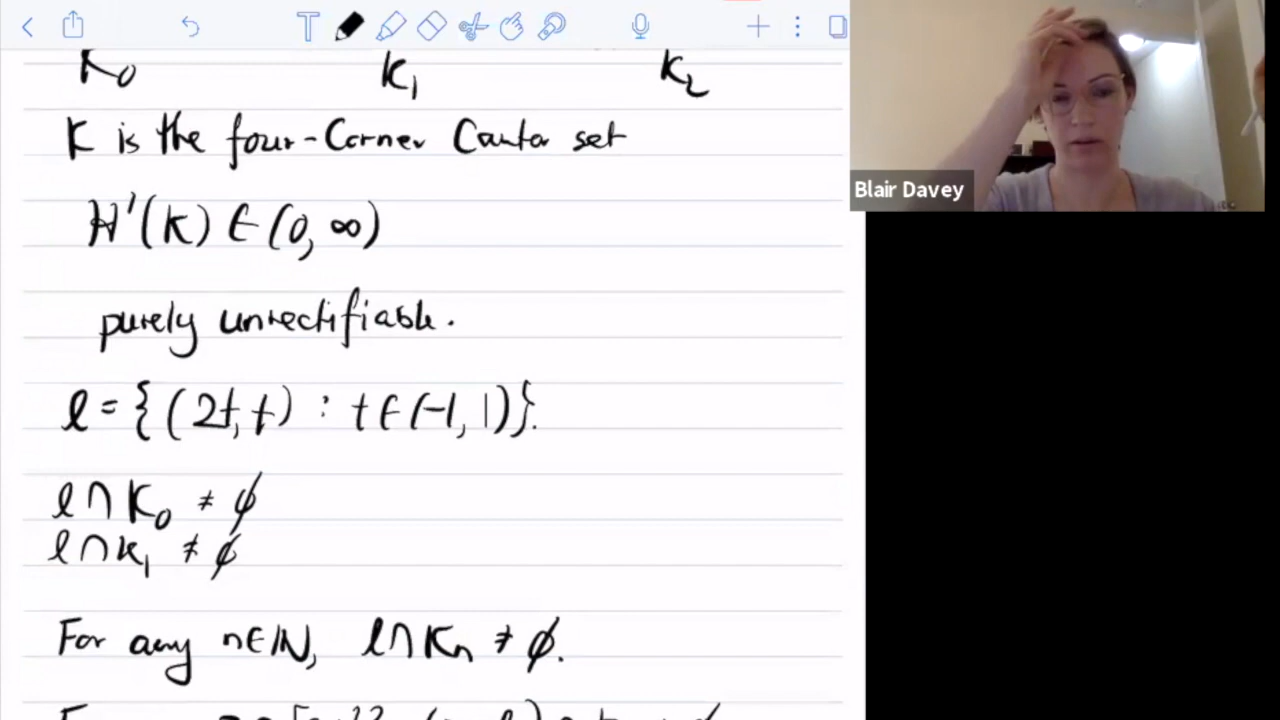 K₀ K₁ K₂
K is the four-Corner Cantor set
H¹(K) ∈ (0, ∞)
purely unrectifiable.
ℓ = { (2t, t) : t ∈ (-1, 1) }.
ℓ ∩ K₀ ≠ ∅
ℓ ∩ K₁ ≠ ∅
For any n ∈ ℕ, ℓ ∩ Kₙ ≠ ∅.
Blair Davey